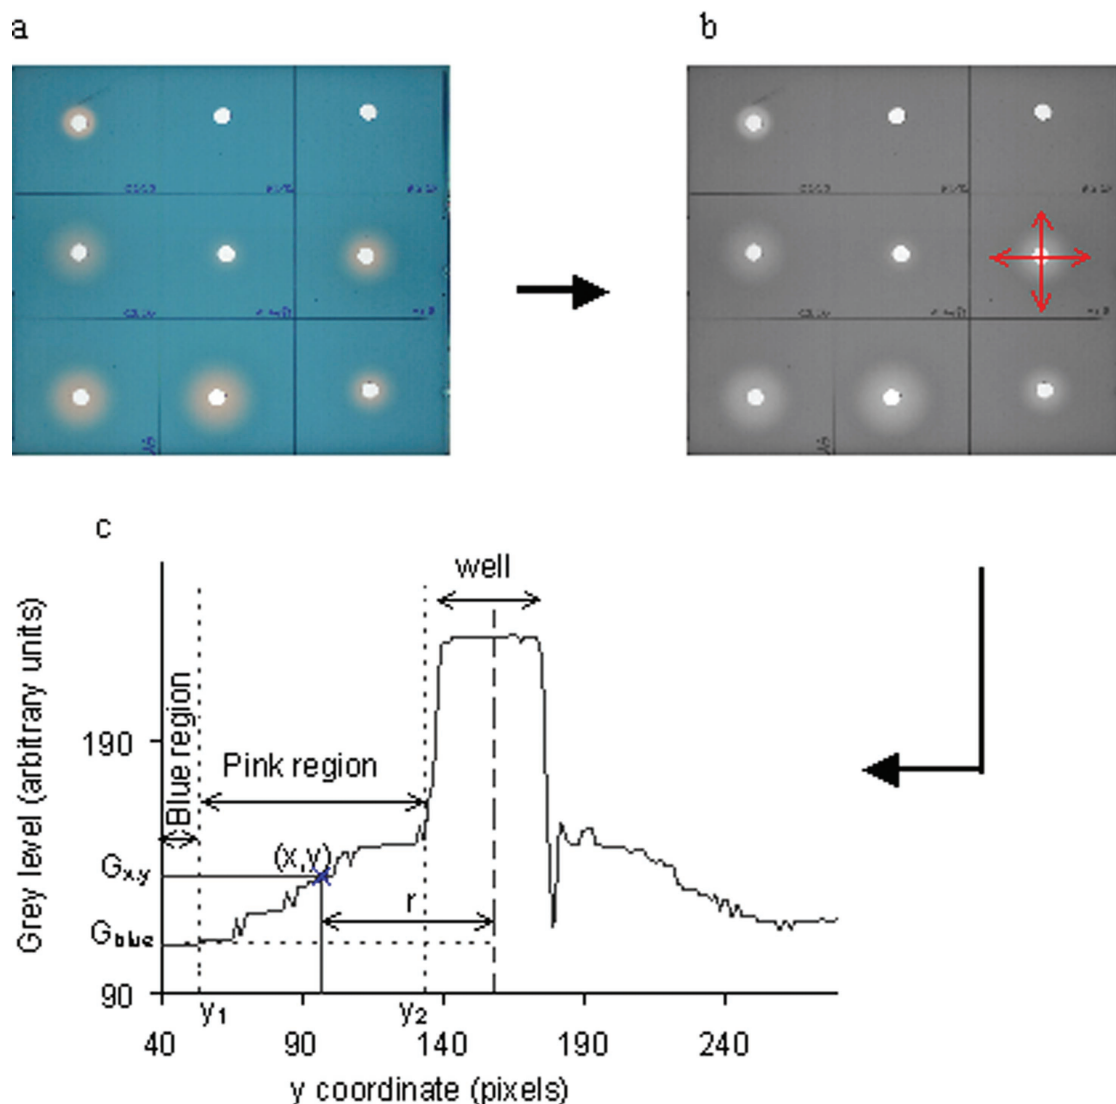 a
b
c
well
Grey level (arbitrary units)
Blue region
190
Pink region
Gx,y
(x,y)
r
Gblue
90
y1
y2
40
90
140
190
240
y coordinate (pixels)